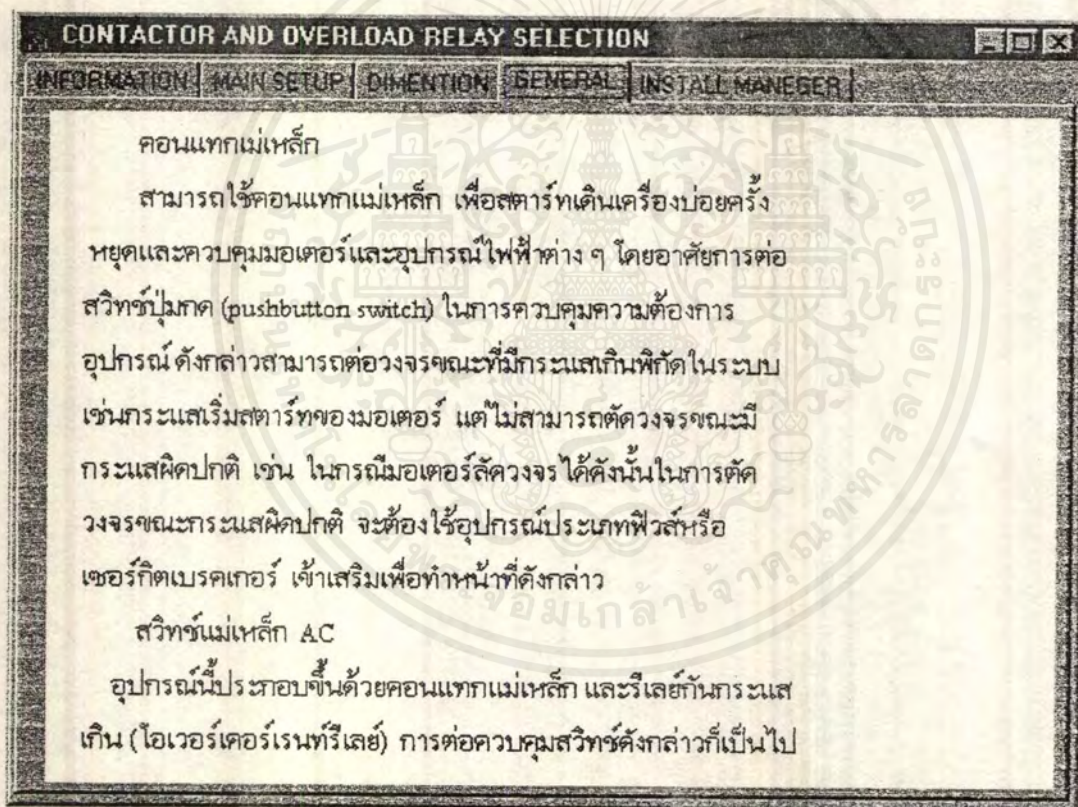 CONTACTOR AND OVERLOAD RELAY SELECTION
INFORMATION MAIN SETUP DIMENTION GENERAL INSTALL MANEGER
คอนแทกเม่เหล็ก
สามารถใช้คอนแทกแม่เหล็ก เพื่อสตาร์ทเดินเครื่องบ่อยครั้ง
หยุดและควบคุมมอเตอร์และอุปกรณ์ไฟฟ้าต่าง ๆ โดยอาศัยการต่อ
สวิทช์ปุ่มกด (pushbutton switch) ในการควบคุมความต้องการ
อุปกรณ์ ดังกล่าวสามารถต่อวงจรขณะที่มีกระแสเกินพิกัดในระบบ
เช่นกระแสเริ่มสตาร์ทของมอเตอร์ แต่ไม่สามารถตัดวงจรขณะมี
กระแสผิดปกติ เช่น ในกรณีมอเตอร์ลัดวงจร ได้ดังนั้นในการตัด
วงจรขณะกระแสผิดปกติ จะต้องใช้อุปกรณ์ประเภทฟิวส์หรือ
เซอร์กิตเบรคเกอร์ เข้าเสริมเพื่อทำหน้าที่ดังกล่าว
สวิทช์แม่เหล็ก AC
อุปกรณ์นี้ประกอบขึ้นด้วยคอนแทกแม่เหล็ก และรีเลย์กันกระแส
เกิน (โอเวอร์เคอร์เรนท์รีเลย์) การต่อควบคุมสวิทช์ดังกล่าวก็เป็นไป